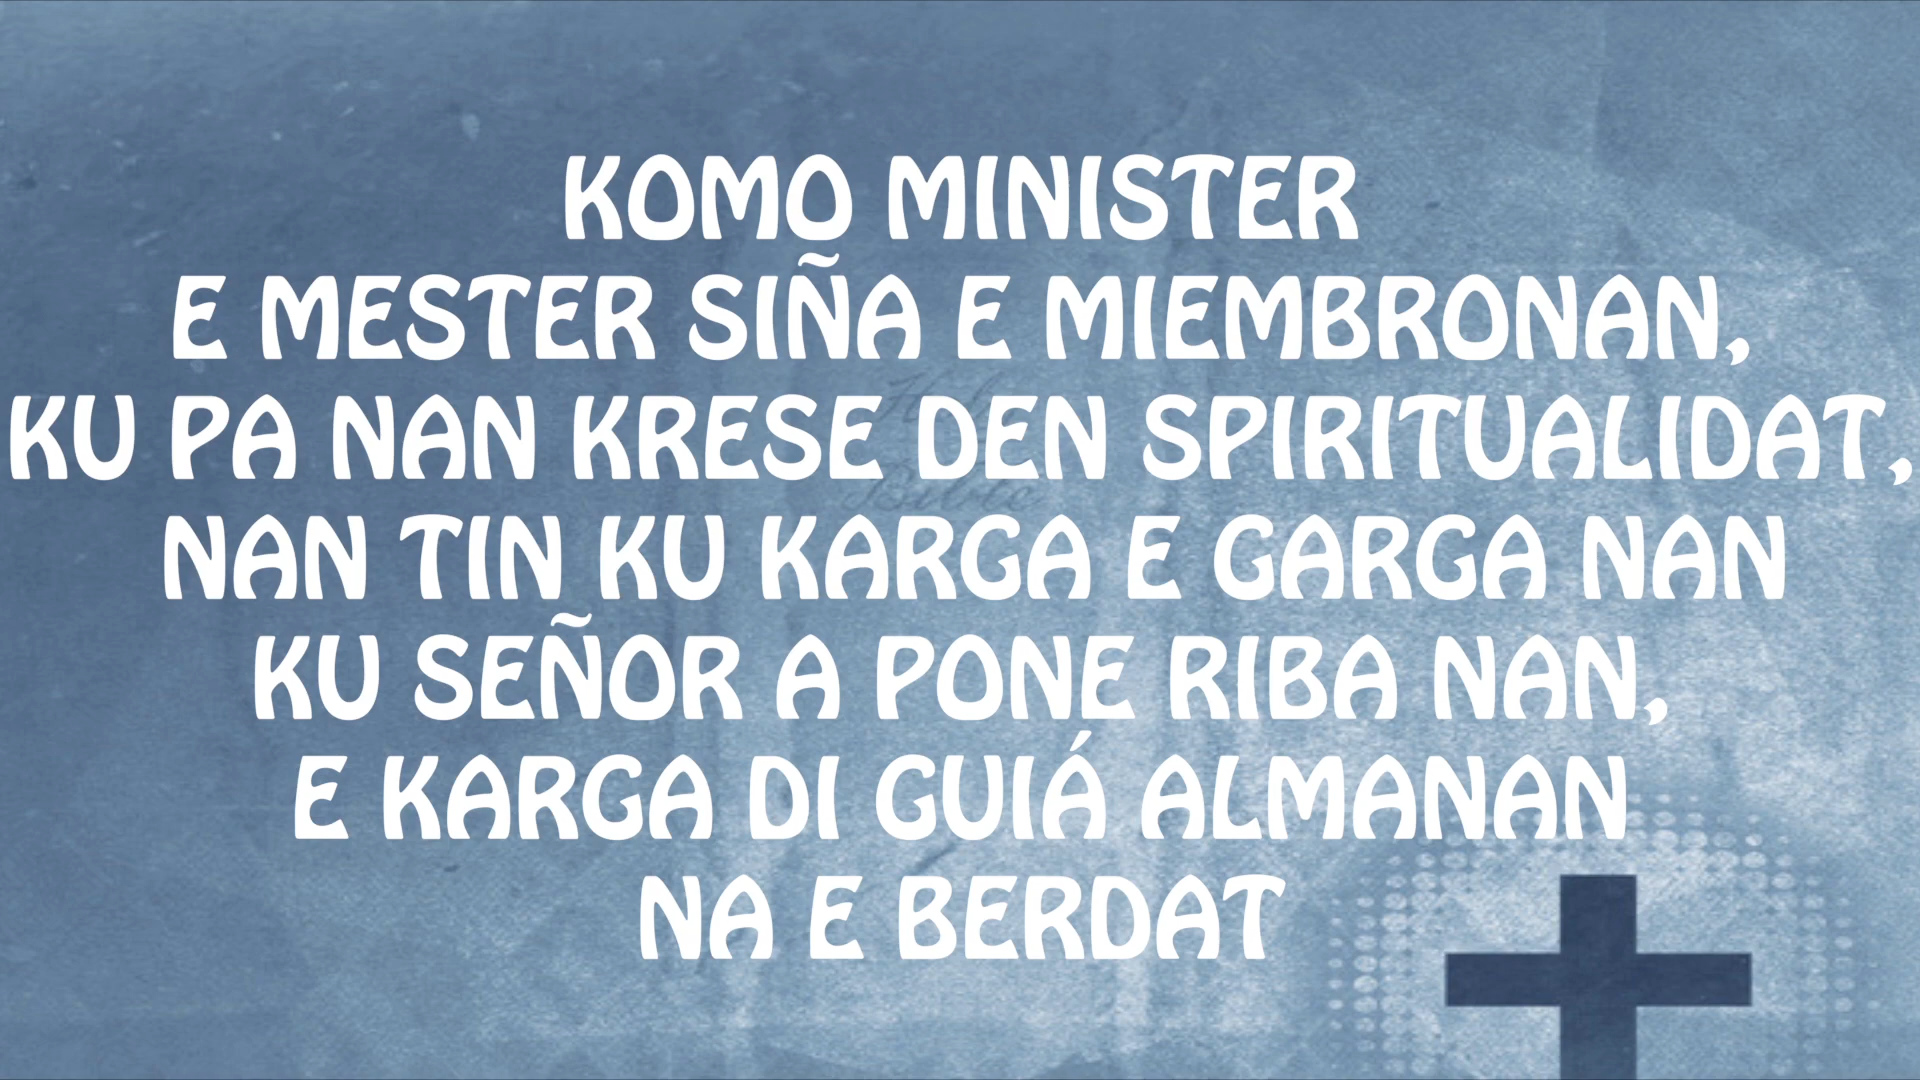 KOMO MINISTER
E MESTER SIÑA E MIEMBRONAN,
KU PA NAN KRESE DEN SPIRITUALIDAT,
NAN TIN KU KARGA E GARGA NAN
KU SEÑOR A PONE RIBA NAN,
E KARGA DI GUIÁ ALMANAN
NA E BERDAT